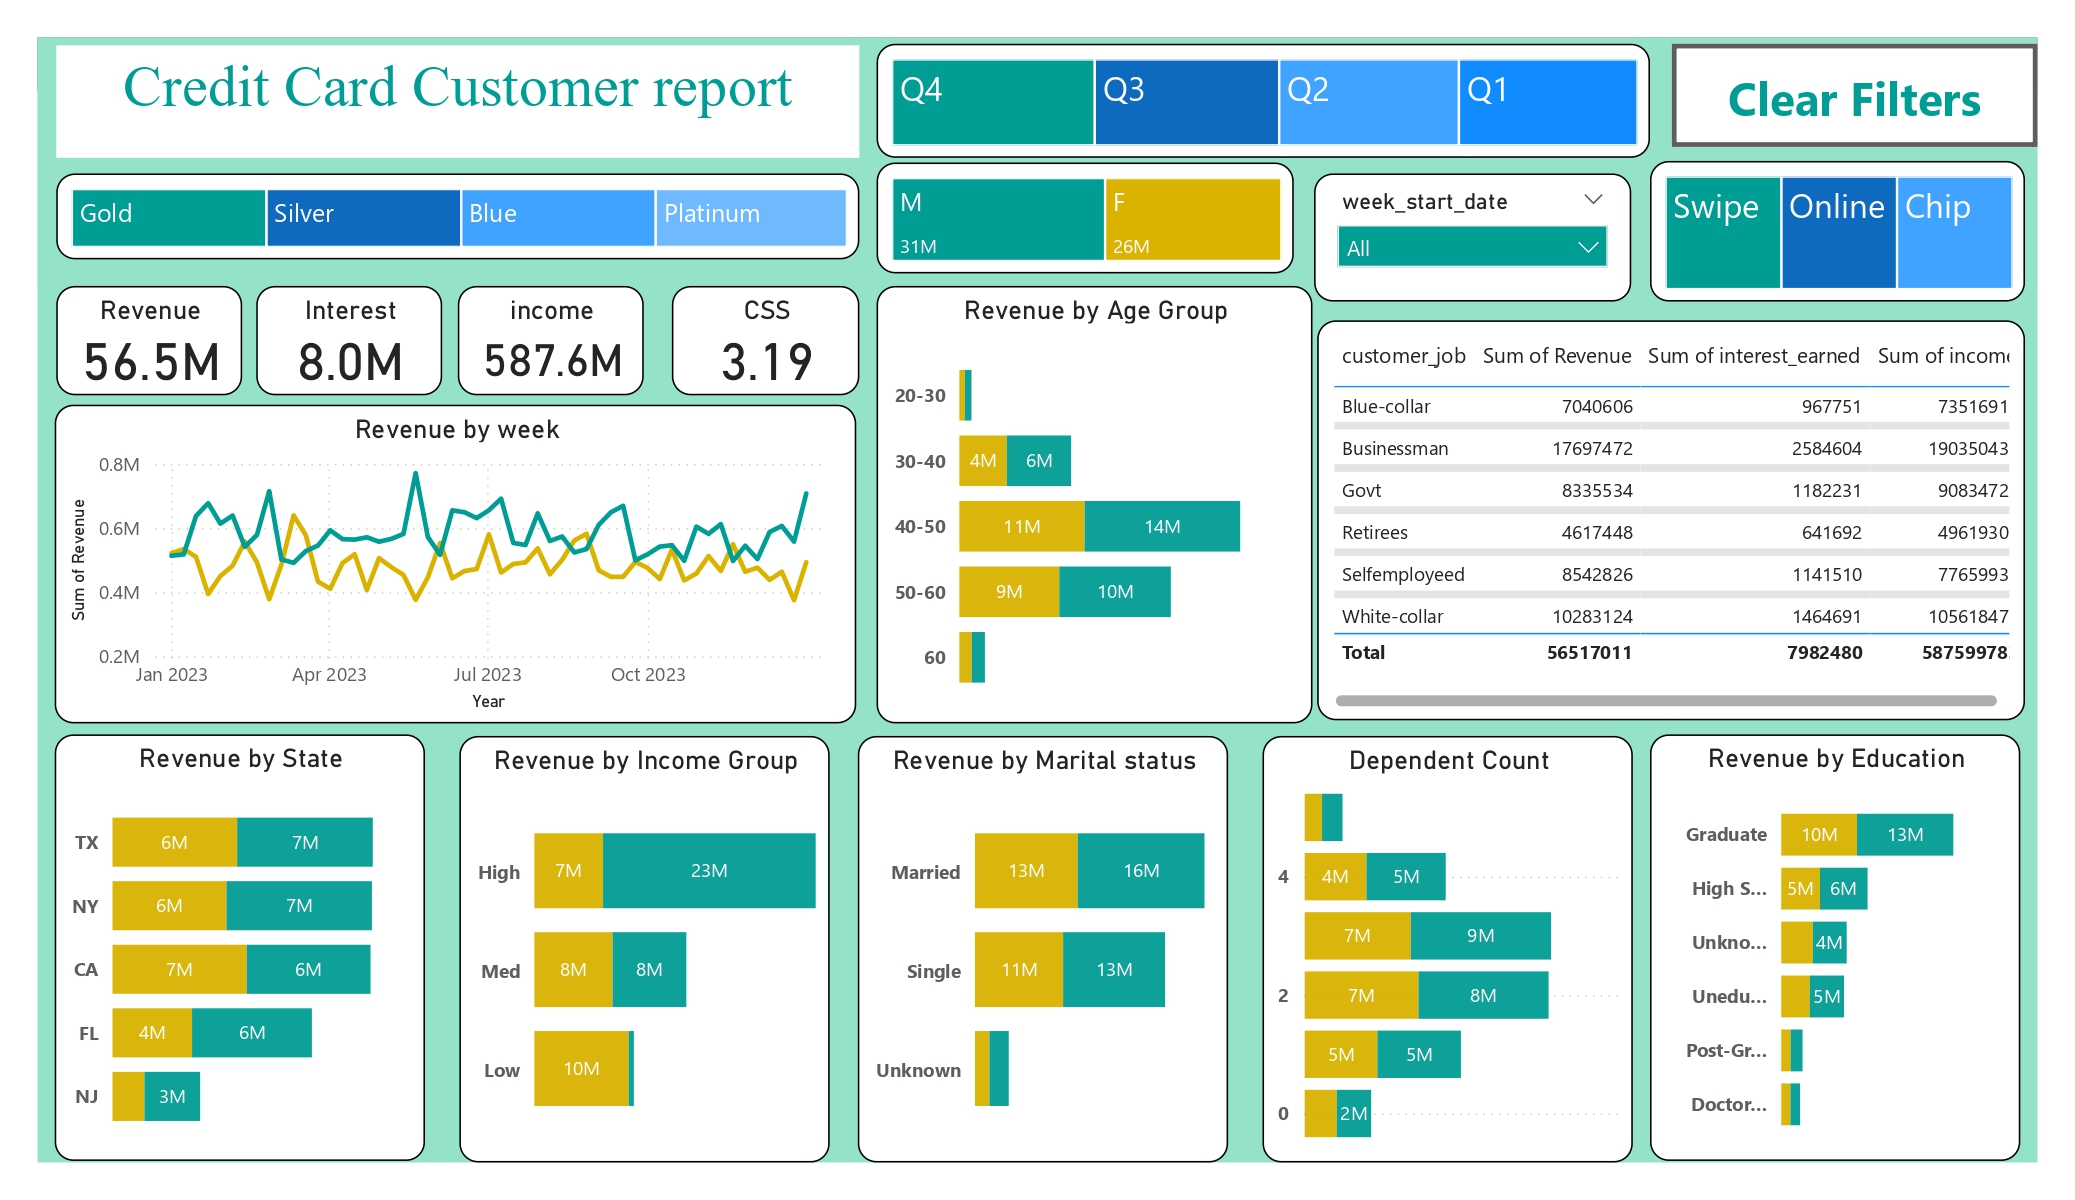 Credit Card Customer report
Q4 Q3 Q2 Q1
Clear Filters
Gold Silver Blue Platinum
M F
31M 26M
week_start_date
All
Swipe Online Chip
Revenue
56.5M
Interest
8.0M
income
587.6M
CSS
3.19
Revenue by week
0.8M
0.6M
0.4M
0.2M
Sum of Revenue
Jan 2023 Apr 2023 Jul 2023 Oct 2023
Year
Revenue by Age Group
20-30
30-40 4M 6M
40-50 11M 14M
50-60 9M 10M
60
customer_job Sum of Revenue Sum of interest_earned Sum of income
Blue-collar 7040606 967751 7351691
Businessman 17697472 2584604 19035043
Govt 8335534 1182231 9083472
Retirees 4617448 641692 4961930
Selfemployeed 8542826 1141510 7765993
White-collar 10283124 1464691 10561847
Total 56517011 7982480 58759978
Revenue by State
TX 6M 7M
NY 6M 7M
CA 7M 6M
FL 4M 6M
NJ 3M
Revenue by Income Group
High 7M 23M
Med 8M 8M
Low 10M
Revenue by Marital status
Married 13M 16M
Single 11M 13M
Unknown
Dependent Count
4 4M 5M
7M 9M
2 7M 8M
5M 5M
0 2M
Revenue by Education
Graduate 10M 13M
High S... 5M 6M
Unkno... 4M
Unedu... 5M
Post-Gr...
Doctor...